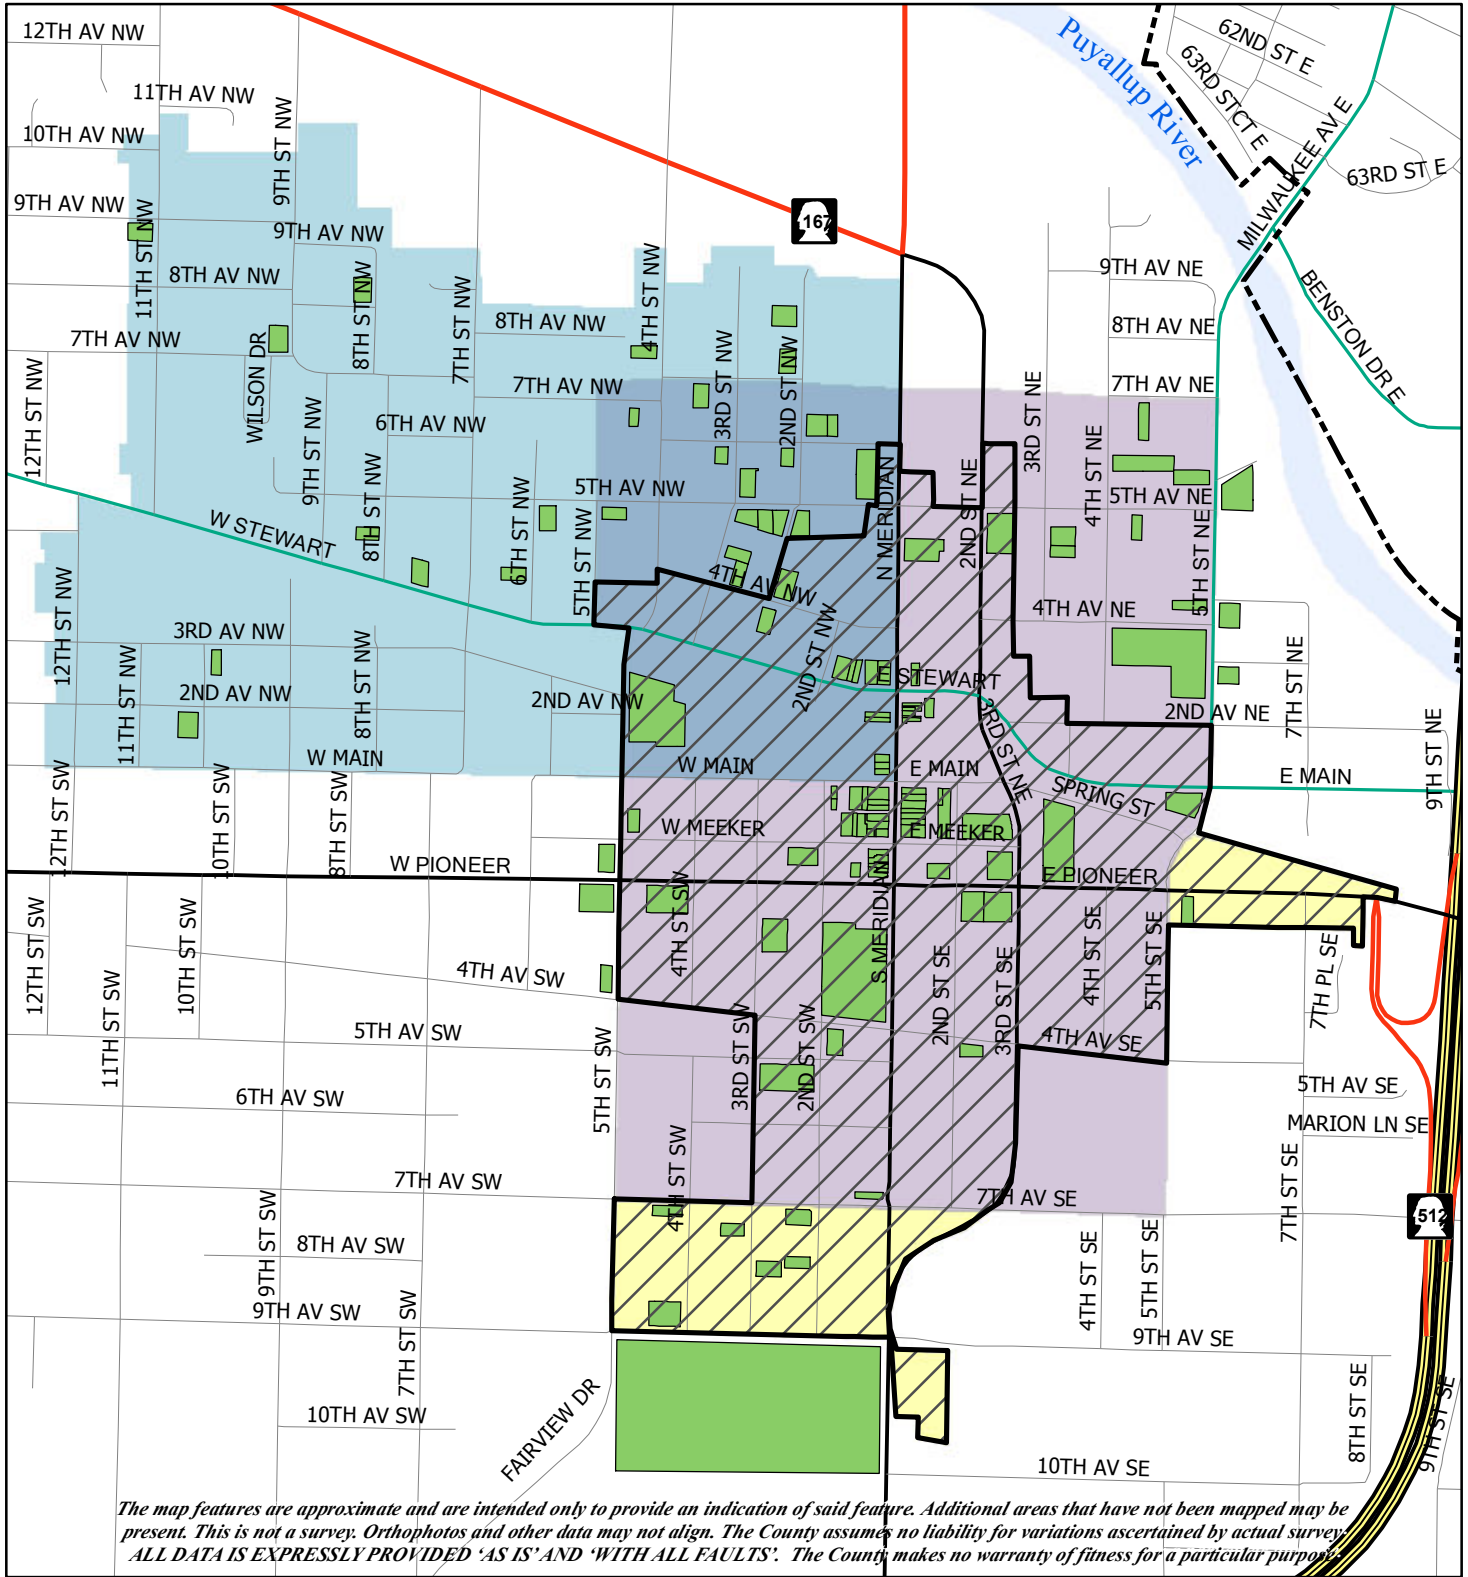 12TH AV NW
11TH AV NW
10TH AV NW
9TH ST NW
9TH AV NW
11TH ST NW
9TH AV NW
8TH AV NW
8TH ST NW
7TH ST NW
7TH AV NW
WILSON DR
12TH ST NW
9TH ST NW
6TH AV NW
8TH AV NW
7TH AV NW
4TH ST NW
3RD ST NW
2ND ST NW
167
Puyallup River
62ND ST E
63RD STCT E
63RD ST E
MILWAUKEE AV E
BENSTON DR E
9TH AV NE
8TH AV NE
7TH AV NE
3RD ST NE
4TH ST NE
5TH AV NE
5TH ST NE
2ND ST NE
N MERIDIAN
5TH AV NW
6TH ST NW
5TH ST NW
8TH ST NW
W STEWART
4TH AV NW
2ND ST NW
4TH AV NE
E STEWART
3RD ST NE
2ND AV NE
7TH ST NE
9TH ST NE
12TH ST NW
3RD AV NW
11TH ST NW
2ND AV NW
8TH ST NW
2ND AV NW
W MAIN
W MAIN
E MAIN
E MAIN
SPRING ST
12TH ST SW
10TH ST SW
8TH ST SW
W MEEKER
E MEEKER
W PIONEER
E PIONEER
12TH ST SW
10TH ST SW
11TH ST SW
4TH AV SW
4TH ST SW
S MERIDIAN
2ND ST SE
3RD ST SE
4TH ST SE
5TH ST SE
7TH PL SE
5TH AV SW
5TH ST SW
3RD ST SW
2ND ST SW
4TH AV SE
6TH AV SW
5TH AV SE
MARION LN SE
7TH AV SW
4TH ST SW
7TH AV SE
7TH ST SE
512
9TH ST SW
8TH AV SW
4TH ST SE
5TH ST SE
9TH AV SW
7TH ST SW
9TH AV SE
10TH AV SW
FAIRVIEW DR
8TH ST SE
9TH ST SE
10TH AV SE
The map features are approximate and are intended only to provide an indication of said feature. Additional areas that have not been mapped may be
present. This is not a survey. Orthophotos and other data may not align. The County assumes no liability for variations ascertained by actual survey.
ALL DATA IS EXPRESSLY PROVIDED 'AS IS' AND 'WITH ALL FAULTS'. The County makes no warranty of fitness for a particular purpose.